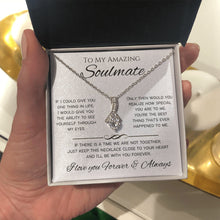 To My Amazing
Soulmate
If I could give you
one thing in life,
I would give you
the ability to see
yourself through
my eyes.
Only then would you
realize how special
you are to me.
You're the best
thing that's ever
happened to me.
If there is a time we are not together,
just keep this necklace close to your heart
and I'll be with you forever.
I love you Forever & Always